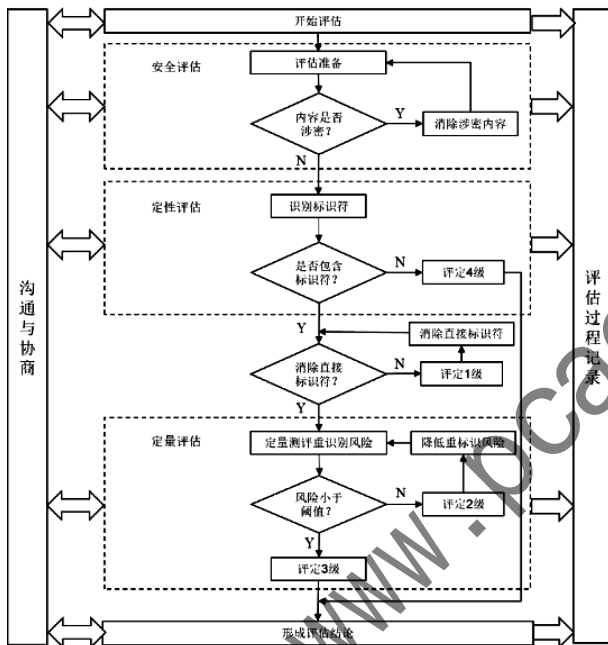 开始评估
安全评估
评估准备
内容是否
涉密？
Y
消除涉密内容
N
定性评估
识别标识符
是否包含
标识符？
N
评定4级
Y
消除直接标识符
消除直接
标识符？
N
评定1级
Y
定量评估
定量测评重识别风险
降低重标识风险
风险小于
阈值？
N
评定2级
Y
评定3级
形成评估结论
沟通与协商
评估过程记录
www.pcac